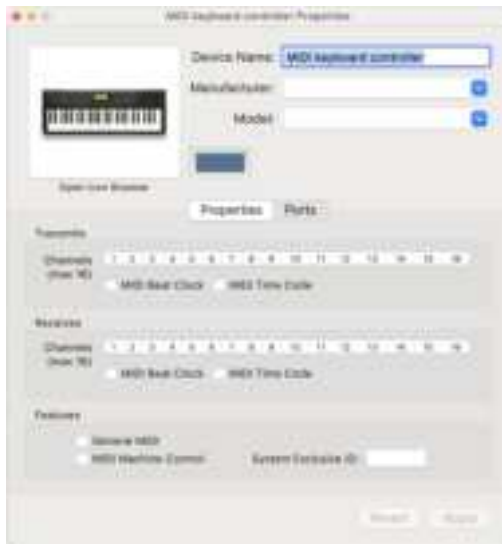 MIDI keyboard controller Properties
Device Name: MIDI keyboard controller
Manufacturer:
Model:
Open Icon Browser
Properties Ports
Transmits
Channels (max 16)
1 2 3 4 5 6 7 8 9 10 11 12 13 14 15 16
MIDI Beat Clock MIDI Time Code
Receives
Channels (max 16)
1 2 3 4 5 6 7 8 9 10 11 12 13 14 15 16
MIDI Beat Clock MIDI Time Code
Features
General MIDI
MIDI Machine Control System Exclusive ID:
Revert Apply